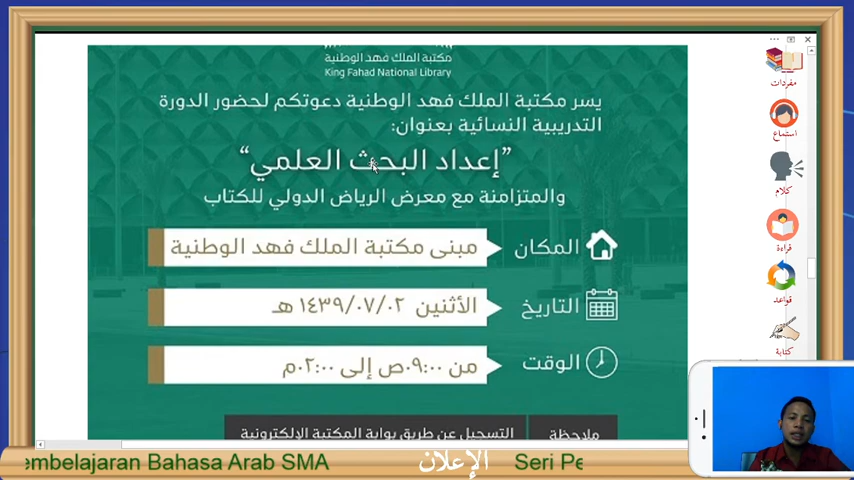 مكتبة الملك فهد الوطنية
King Fahad National Library
يسر مكتبة الملك فهد الوطنية دعوتكم لحضور الدورة
التدريبية النسائية بعنوان:
"إعداد البحث العلمي"
والمتزامنة مع معرض الرياض الدولي للكتاب
المكان
مبنى مكتبة الملك فهد الوطنية
التاريخ
الأثنين ١٤٣٩/٠٧/٠٢ هـ
الوقت
من ٠٩:٠٠ص إلى ٠٢:٠٠م
ملاحظة
التسجيل عن طريق بوابة المكتبة الإلكترونية
مفردات
استماع
كلام
قراءة
قواعد
كتابة
embelajaran Bahasa Arab SMA
الإعلان
Seri Pe